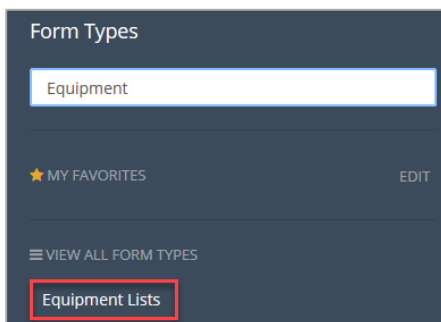 Form Types
Equipment
MY FAVORITES EDIT
VIEW ALL FORM TYPES
Equipment Lists